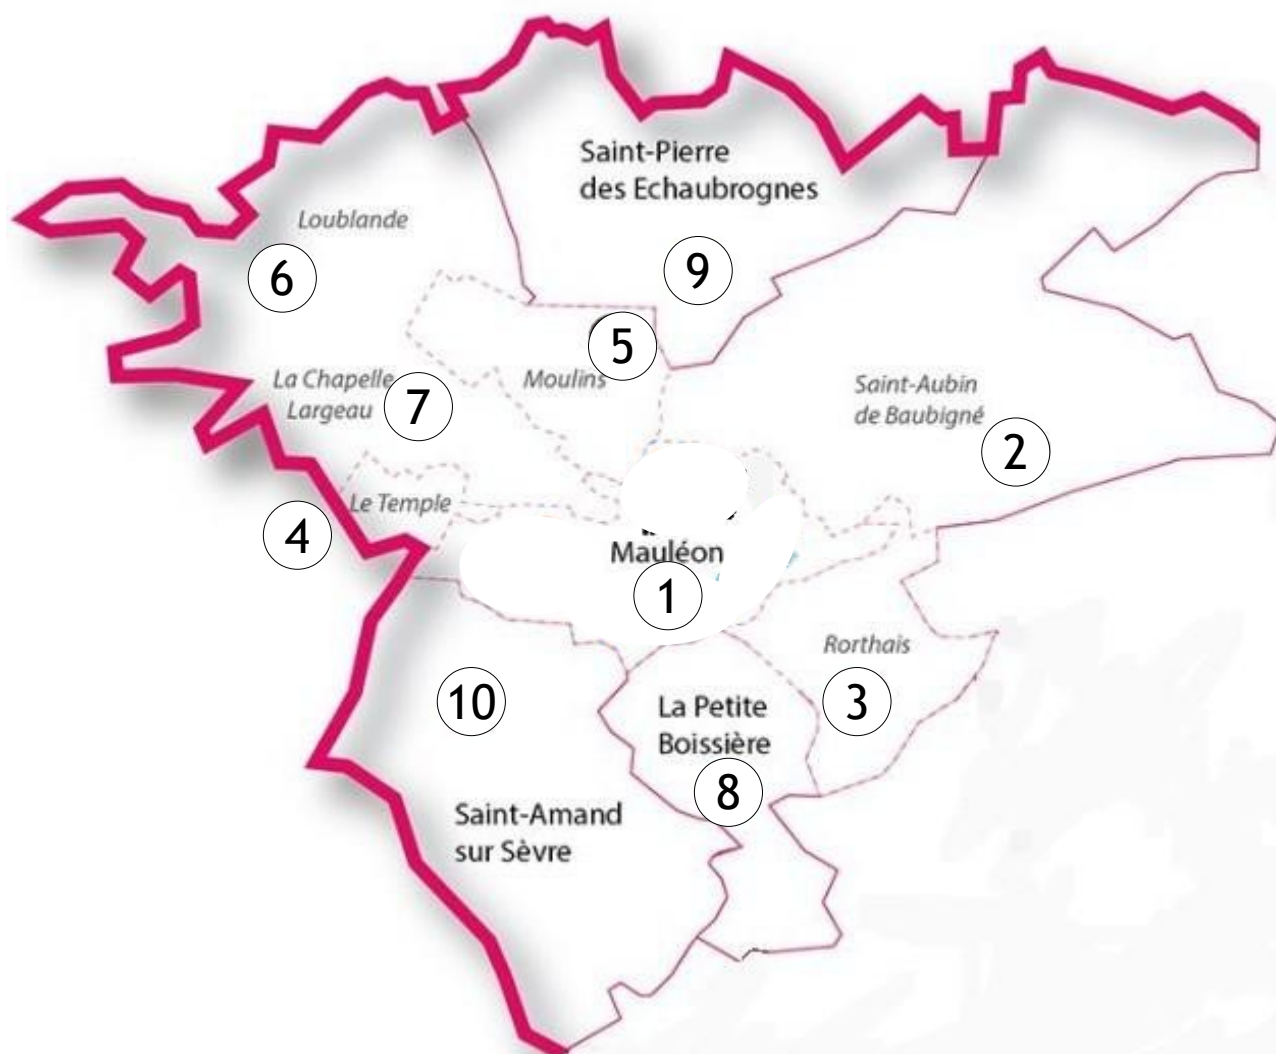 Saint-Pierre
des Echaubrognes
Loublande
9
6
5
La Chapelle
Largeau
7
Moulins
Saint-Aubin
de Baubigné
2
Le Temple
4
Mauléon
1
Rorthais
3
10
La Petite
Boissière
8
Saint-Amand
sur Sèvre